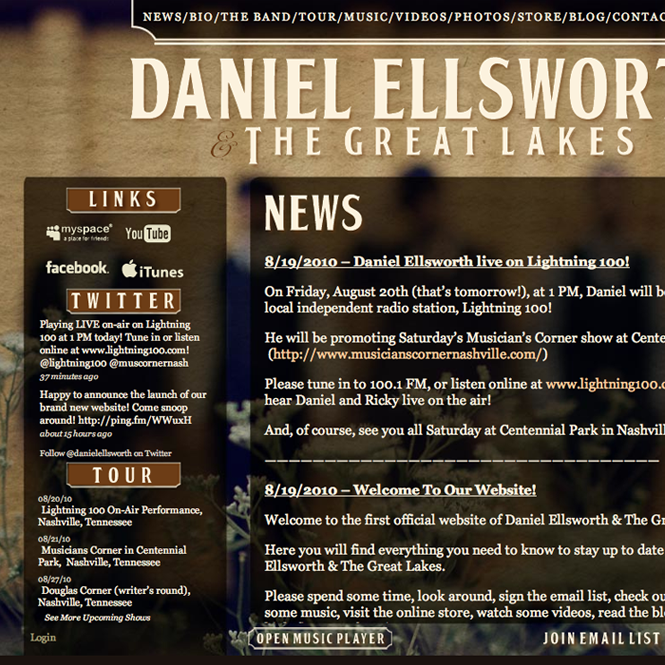 NEWS/BIO/THE BAND/TOUR/MUSIC/VIDEOS/PHOTOS/STORE/BLOG/CONTAC
DANIEL ELLSWORT
& THE GREAT LAKES
LINKS
myspace®
a place for friends
YouTube
facebook.
iTunes
TWITTER
Playing LIVE on-air on Lightning
100 at 1 PM today! Tune in or listen
online at www.lightning100.com!
@lightning100 @muscornernash
37 minutes ago
Happy to announce the launch of our
brand new website! Come snoop
around! http://ping.fm/WWuxH
about 15 hours ago
Follow @danielellsworth on Twitter
TOUR
08/20/10
Lightning 100 On-Air Performance,
Nashville, Tennessee
08/21/10
Musicians Corner in Centennial
Park, Nashville, Tennessee
08/27/10
Douglas Corner (writer's round),
Nashville, Tennessee
See More Upcoming Shows
Login
NEWS
8/19/2010 – Daniel Ellsworth live on Lightning 100!
On Friday, August 20th (that's tomorrow!), at 1 PM, Daniel will be
local independent radio station, Lightning 100!
He will be promoting Saturday's Musician's Corner show at Cente
(http://www.musicianscornernashville.com/)
Please tune in to 100.1 FM, or listen online at www.lightning100.c
hear Daniel and Ricky live on the air!
And, of course, see you all Saturday at Centennial Park in Nashvill
8/19/2010 – Welcome To Our Website!
Welcome to the first official website of Daniel Ellsworth & The Gr
Here you will find everything you need to know to stay up to date
Ellsworth & The Great Lakes.
Please spend some time, look around, sign the email list, check ou
some music, visit the online store, watch some videos, read the blo
OPEN MUSIC PLAYER
JOIN EMAIL LIST